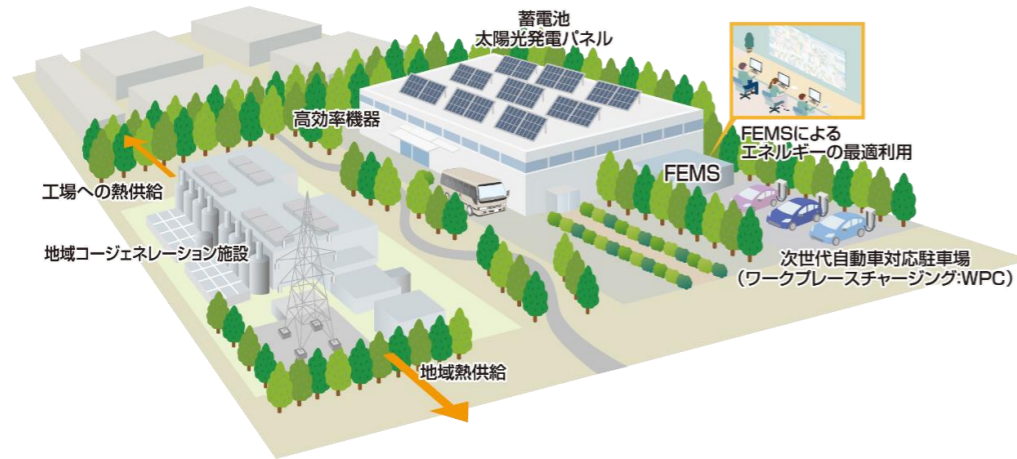 蓄電池
太陽光発電パネル
高効率機器
FEMSによる
エネルギーの最適利用
FEMS
工場への熱供給
地域コージェネレーション施設
次世代自動車対応駐車場
（ワークプレースチャージング:WPC）
地域熱供給